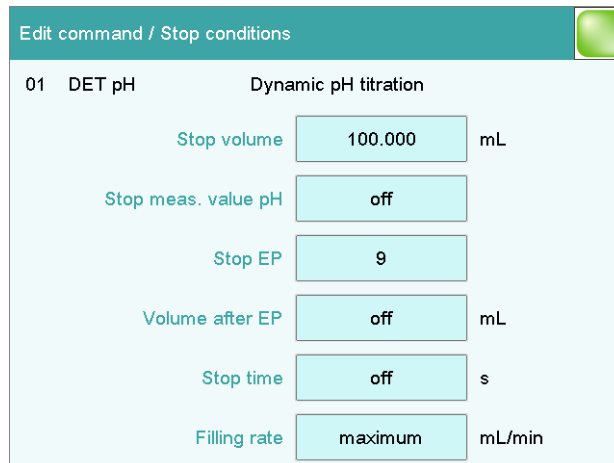 Edit command / Stop conditions
01 DET pH Dynamic pH titration
Stop volume 100.000 mL
Stop meas. value pH off
Stop EP 9
Volume after EP off mL
Stop time off s
Filling rate maximum mL/min